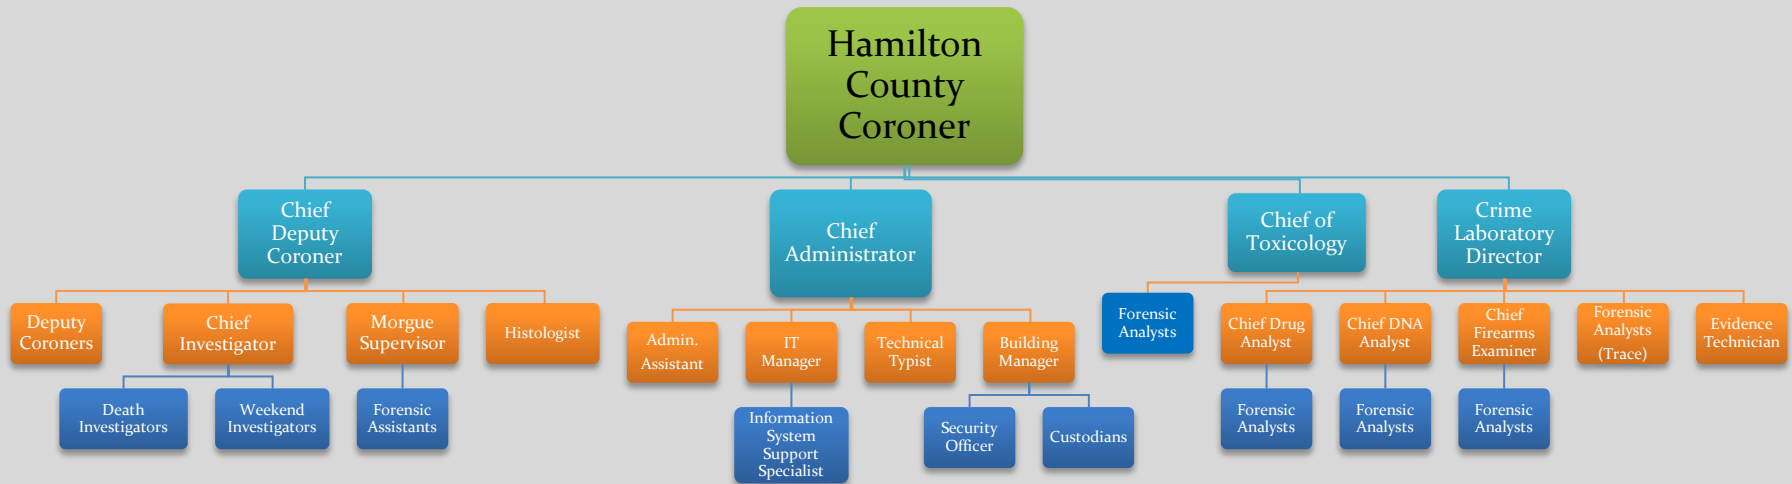 Hamilton
County
Coroner
Chief
Deputy
Coroner
Chief
Administrator
Chief of
Toxicology
Crime
Laboratory
Director
Deputy
Coroners
Chief
Investigator
Morgue
Supervisor
Histologist
Admin.
Assistant
IT
Manager
Technical
Typist
Building
Manager
Forensic
Analysts
Chief Drug
Analyst
Chief DNA
Analyst
Chief
Firearms
Examiner
Forensic
Analysts
(Trace)
Evidence
Technician
Death
Investigators
Weekend
Investigators
Forensic
Assistants
Information
System
Support
Specialist
Security
Officer
Custodians
Forensic
Analysts
Forensic
Analysts
Forensic
Analysts